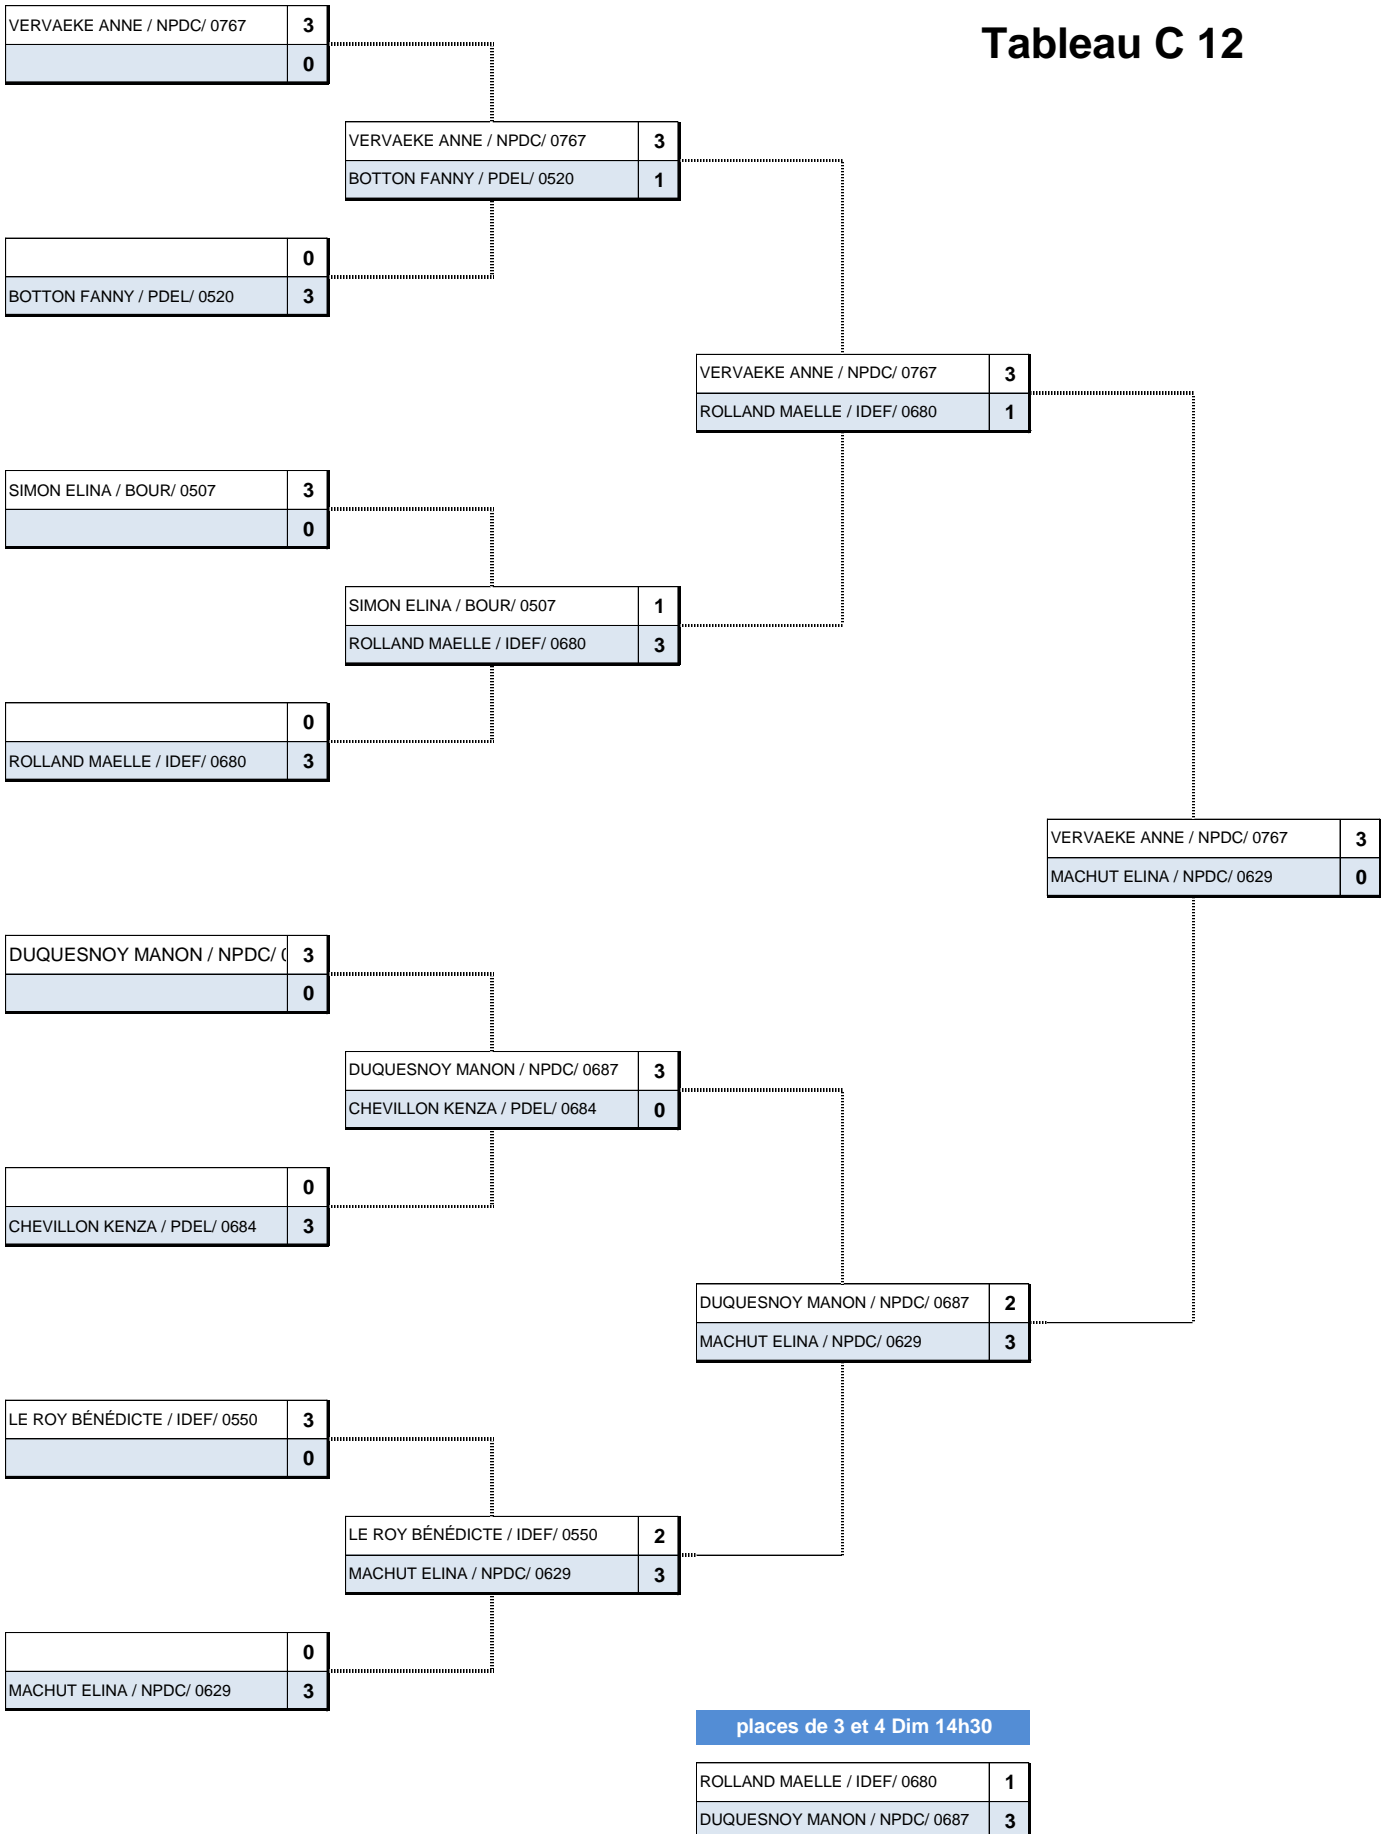 Tableau C 12
VERVAEKE ANNE / NPDC/ 0767 3
0
VERVAEKE ANNE / NPDC/ 0767 3
BOTTON FANNY / PDEL/ 0520 1
0
BOTTON FANNY / PDEL/ 0520 3
VERVAEKE ANNE / NPDC/ 0767 3
ROLLAND MAELLE / IDEF/ 0680 1
SIMON ELINA / BOUR/ 0507 3
0
SIMON ELINA / BOUR/ 0507 1
ROLLAND MAELLE / IDEF/ 0680 3
0
ROLLAND MAELLE / IDEF/ 0680 3
VERVAEKE ANNE / NPDC/ 0767 3
MACHUT ELINA / NPDC/ 0629 0
DUQUESNOY MANON / NPDC/ 3
0
DUQUESNOY MANON / NPDC/ 0687 3
CHEVILLON KENZA / PDEL/ 0684 0
0
CHEVILLON KENZA / PDEL/ 0684 3
DUQUESNOY MANON / NPDC/ 0687 2
MACHUT ELINA / NPDC/ 0629 3
LE ROY BÉNÉDICTE / IDEF/ 0550 3
0
LE ROY BÉNÉDICTE / IDEF/ 0550 2
MACHUT ELINA / NPDC/ 0629 3
0
MACHUT ELINA / NPDC/ 0629 3
places de 3 et 4 Dim 14h30
ROLLAND MAELLE / IDEF/ 0680 1
DUQUESNOY MANON / NPDC/ 0687 3